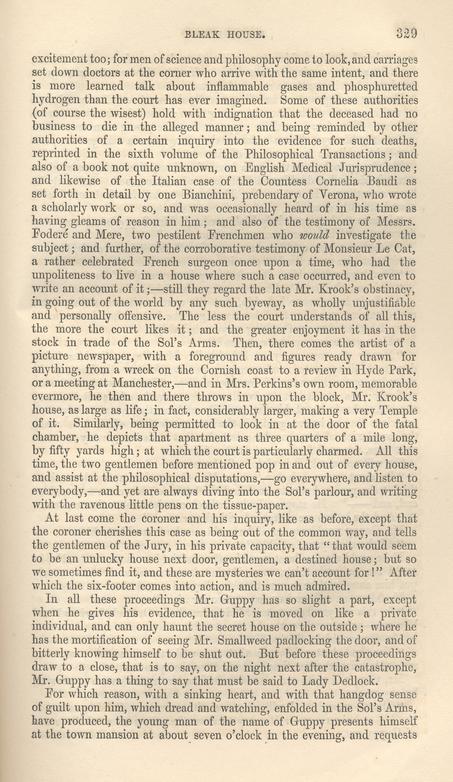 BLEAK HOUSE. 329
excitement too; for men of science and philosophy come to look, and carriages
set down doctors at the corner who arrive with the same intent, and there
is more learned talk about inflammable gases and phosphuretted
hydrogen than the court has ever imagined. Some of these authorities
(of course the wisest) hold with indignation that the deceased had no
business to die in the alleged manner; and being reminded by other
authorities of a certain inquiry into the evidence for such deaths,
reprinted in the sixth volume of the Philosophical Transactions; and
also of a book not quite unknown, on English Medical Jurisprudence;
and likewise of the Italian case of the Countess Cornelia Baudi as
set forth in detail by one Bianchini, prebendary of Verona, who wrote
a scholarly work or so, and was occasionally heard of in his time as
having gleams of reason in him; and also of the testimony of Messrs.
Foderé and Mere, two pestilent Frenchmen who would investigate the
subject; and further, of the corroborative testimony of Monsieur Le Cat,
a rather celebrated French surgeon once upon a time, who had the
unpoliteness to live in a house where such a case occurred, and even to
write an account of it;—still they regard the late Mr. Krook's obstinacy,
in going out of the world by any such byeway, as wholly unjustifiable
and personally offensive. The less the court understands of all this,
the more the court likes it; and the greater enjoyment it has in the
stock in trade of the Sol's Arms. Then, there comes the artist of a
picture newspaper, with a foreground and figures ready drawn for
anything, from a wreck on the Cornish coast to a review in Hyde Park,
or a meeting at Manchester,—and in Mrs. Perkins's own room, memorable
evermore, he then and there throws in upon the block, Mr. Krook's
house, as large as life; in fact, considerably larger, making a very Temple
of it. Similarly, being permitted to look in at the door of the fatal
chamber, he depicts that apartment as three quarters of a mile long,
by fifty yards high; at which the court is particularly charmed. All this
time, the two gentlemen before mentioned pop in and out of every house,
and assist at the philosophical disputations,—go everywhere, and listen to
everybody,—and yet are always diving into the Sol's parlour, and writing
with the ravenous little pens on the tissue-paper.
At last come the coroner and his inquiry, like as before, except that
the coroner cherishes this case as being out of the common way, and tells
the gentlemen of the Jury, in his private capacity, that "that would seem
to be an unlucky house next door, gentlemen, a destined house; but so
we sometimes find it, and these are mysteries we can't account for!" After
which the six-footer comes into action, and is much admired.
In all these proceedings Mr. Guppy has so slight a part, except
when he gives his evidence, that he is moved on like a private
individual, and can only haunt the secret house on the outside; where he
has the mortification of seeing Mr. Smallweed padlocking the door, and of
bitterly knowing himself to be shut out. But before these proceedings
draw to a close, that is to say, on the night next after the catastrophe,
Mr. Guppy has a thing to say that must be said to Lady Dedlock.
For which reason, with a sinking heart, and with that hangdog sense
of guilt upon him, which dread and watching, enfolded in the Sol's Arms,
have produced, the young man of the name of Guppy presents himself
at the town mansion at about seven o'clock in the evening, and requests